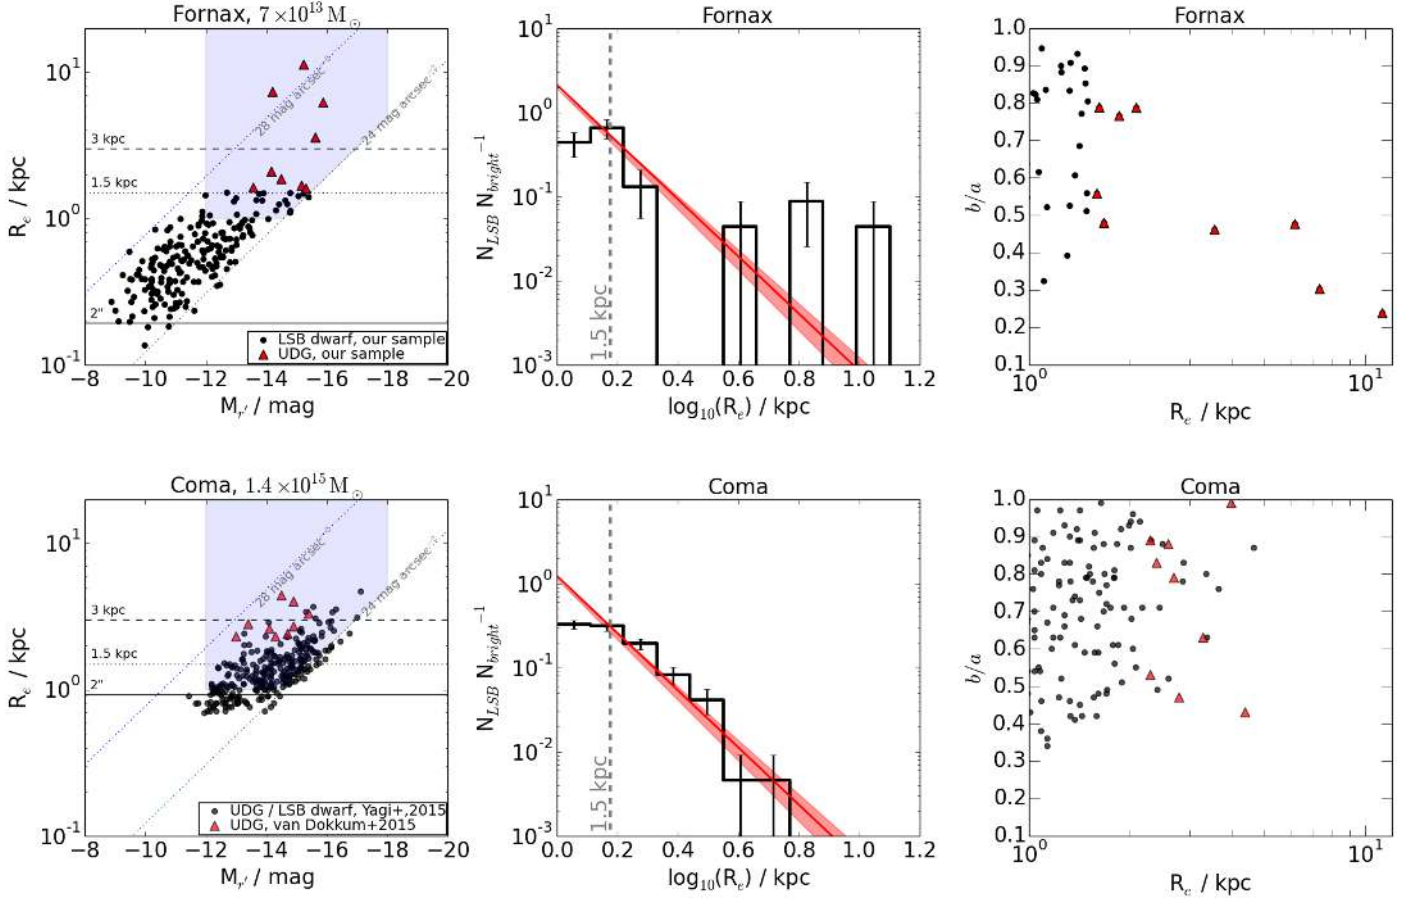 Fornax, 7×10¹³ M⊙
Rₑ / kpc
10¹
10⁰
10⁻¹
28 mag arcsec⁻²
24 mag arcsec⁻²
3 kpc
1.5 kpc
2"
LSB dwarf, our sample
UDG, our sample
−8 −10 −12 −14 −16 −18 −20
M_r′ / mag
Fornax
N_LSB N_bright⁻¹
10¹
10⁰
10⁻¹
10⁻²
10⁻³
1.5 kpc
0.0 0.2 0.4 0.6 0.8 1.0 1.2
log₁₀(Rₑ) / kpc
Fornax
b/a
1.0
0.9
0.8
0.7
0.6
0.5
0.4
0.3
0.2
0.1
10⁰ 10¹
Rₑ / kpc
Coma, 1.4×10¹⁵ M⊙
Rₑ / kpc
10¹
10⁰
10⁻¹
28 mag arcsec⁻²
24 mag arcsec⁻²
3 kpc
1.5 kpc
2"
UDG / LSB dwarf, Yagi+,2015
UDG, van Dokkum+2015
−8 −10 −12 −14 −16 −18 −20
M_r′ / mag
Coma
N_LSB N_bright⁻¹
10¹
10⁰
10⁻¹
10⁻²
10⁻³
1.5 kpc
0.0 0.2 0.4 0.6 0.8 1.0 1.2
log₁₀(Rₑ) / kpc
Coma
b/a
1.0
0.9
0.8
0.7
0.6
0.5
0.4
0.3
0.2
0.1
10⁰ 10¹
Rₑ / kpc